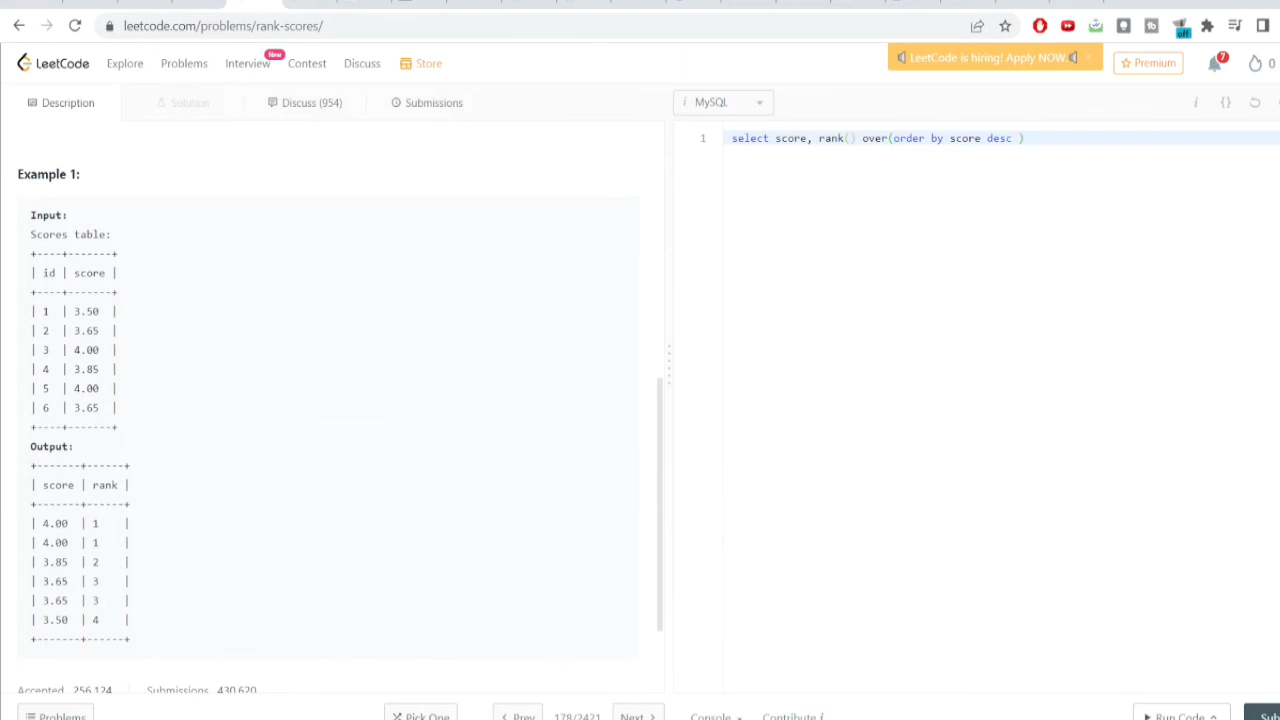 leetcode.com/problems/rank-scores/
off
LeetCode Explore Problems Interview New Contest Discuss Store
LeetCode is hiring! Apply NOW. ×
Premium 7 0
Description Solution Discuss (954) Submissions
i MySQL
i {}
1 select score, rank() over(order by score desc )
Example 1:
Input:
Scores table:
+----+-------+
| id | score |
+----+-------+
| 1 | 3.50 |
| 2 | 3.65 |
| 3 | 4.00 |
| 4 | 3.85 |
| 5 | 4.00 |
| 6 | 3.65 |
+----+-------+
Output:
+-------+------+
| score | rank |
+-------+------+
| 4.00 | 1 |
| 4.00 | 1 |
| 3.85 | 2 |
| 3.65 | 3 |
| 3.65 | 3 |
| 3.50 | 4 |
+-------+------+
Accepted 256,124 Submissions 430,620
Problems Pick One Prev 178/2421 Next Console Contribute i Run Code Sub